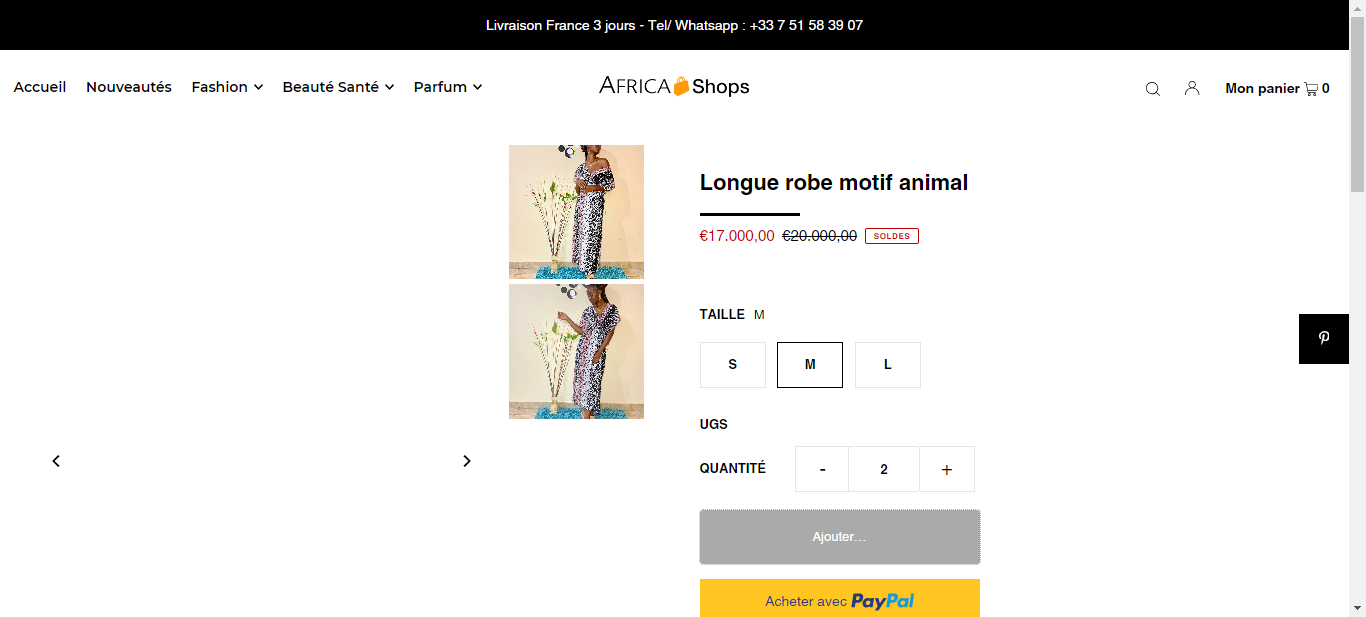 Livraison France 3 jours - Tel/ Whatsapp : +33 7 51 58 39 07
Accueil Nouveautés Fashion Beauté Santé Parfum
AFRICA Shops
Mon panier 0
Longue robe motif animal
€17.000,00 €20.000,00 SOLDES
TAILLE M
S M L
UGS
QUANTITÉ - 2 +
Ajouter...
Acheter avec PayPal